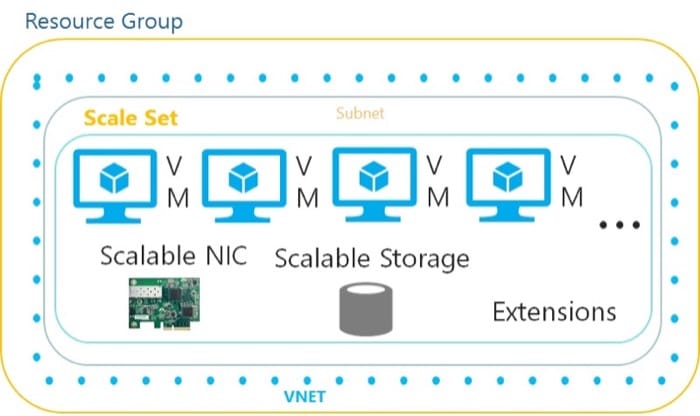 Resource Group
Scale Set
Subnet
V
M
V
M
V
M
V
M
...
Scalable NIC
Scalable Storage
Extensions
VNET